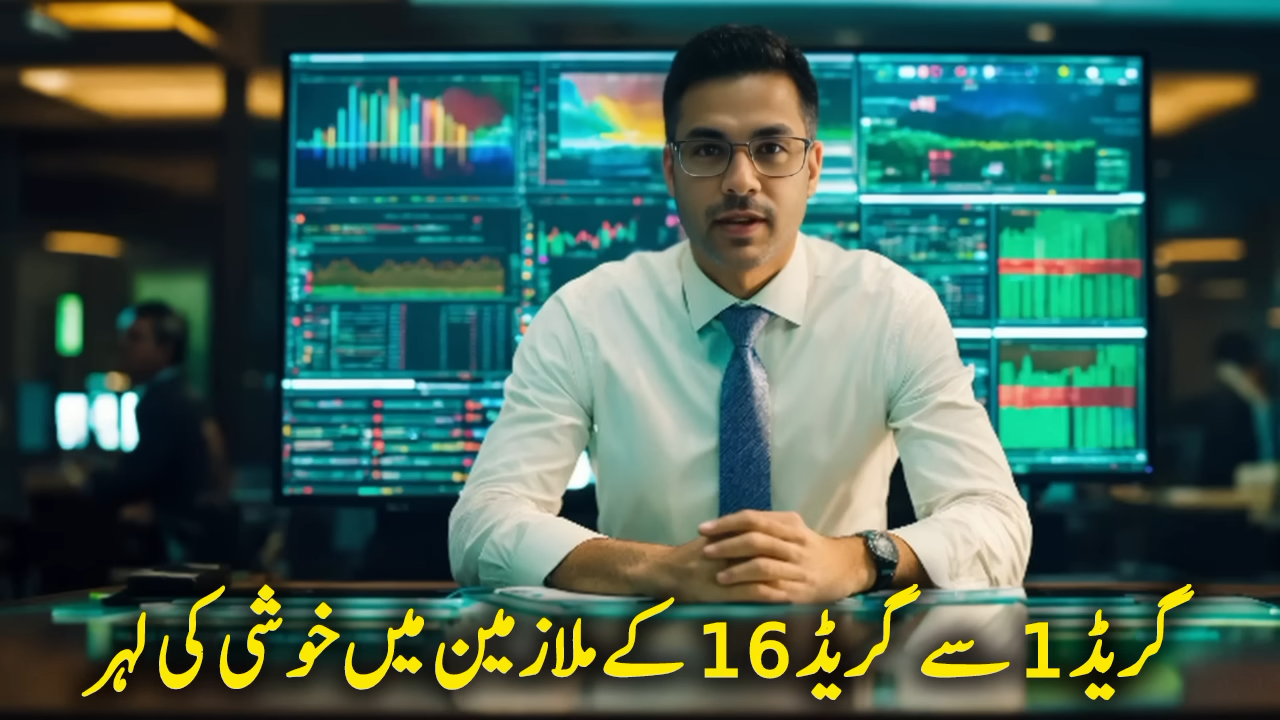 گریڈ 1 سے گریڈ 16 کے ملازمین میں خوشی کی لہر